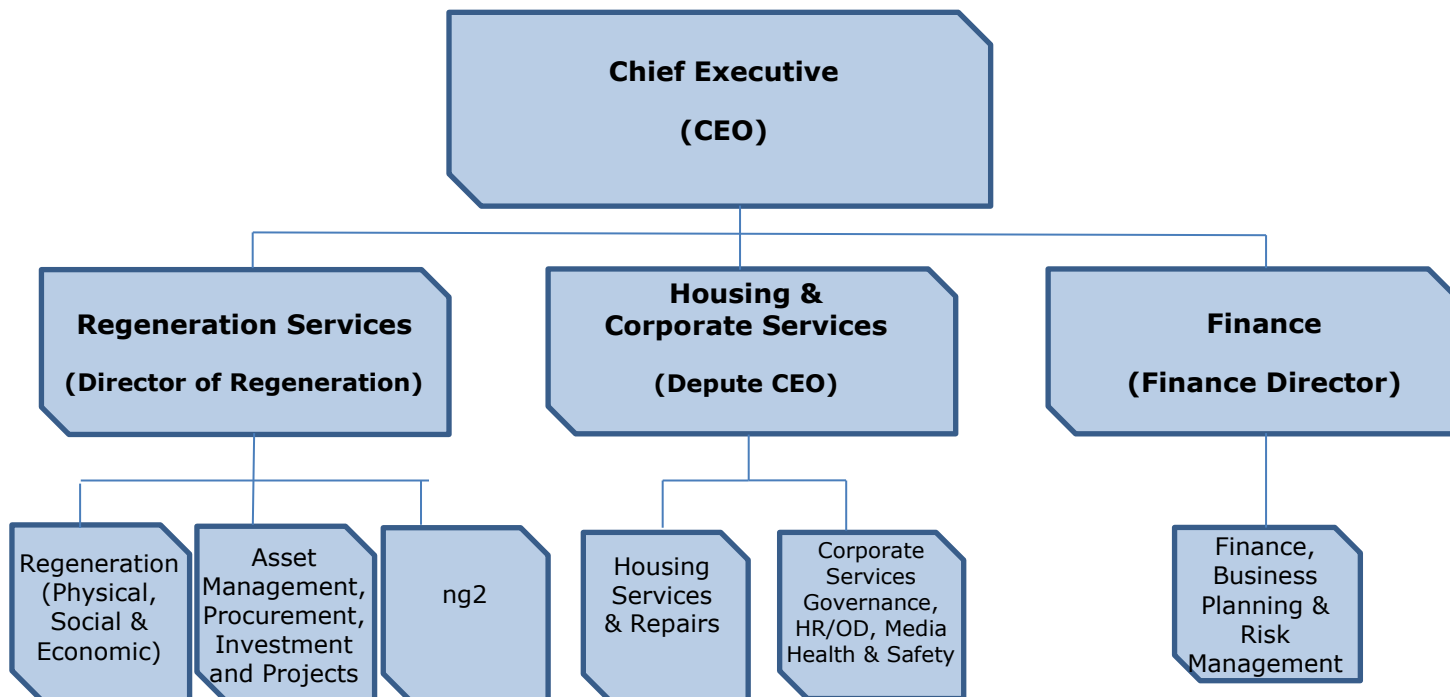 Chief Executive
(CEO)
Regeneration Services
(Director of Regeneration)
Housing &
Corporate Services
(Depute CEO)
Finance
(Finance Director)
Regeneration
(Physical,
Social &
Economic)
Asset
Management,
Procurement,
Investment
and Projects
ng2
Housing
Services
& Repairs
Corporate
Services
Governance,
HR/OD, Media
Health & Safety
Finance,
Business
Planning &
Risk
Management